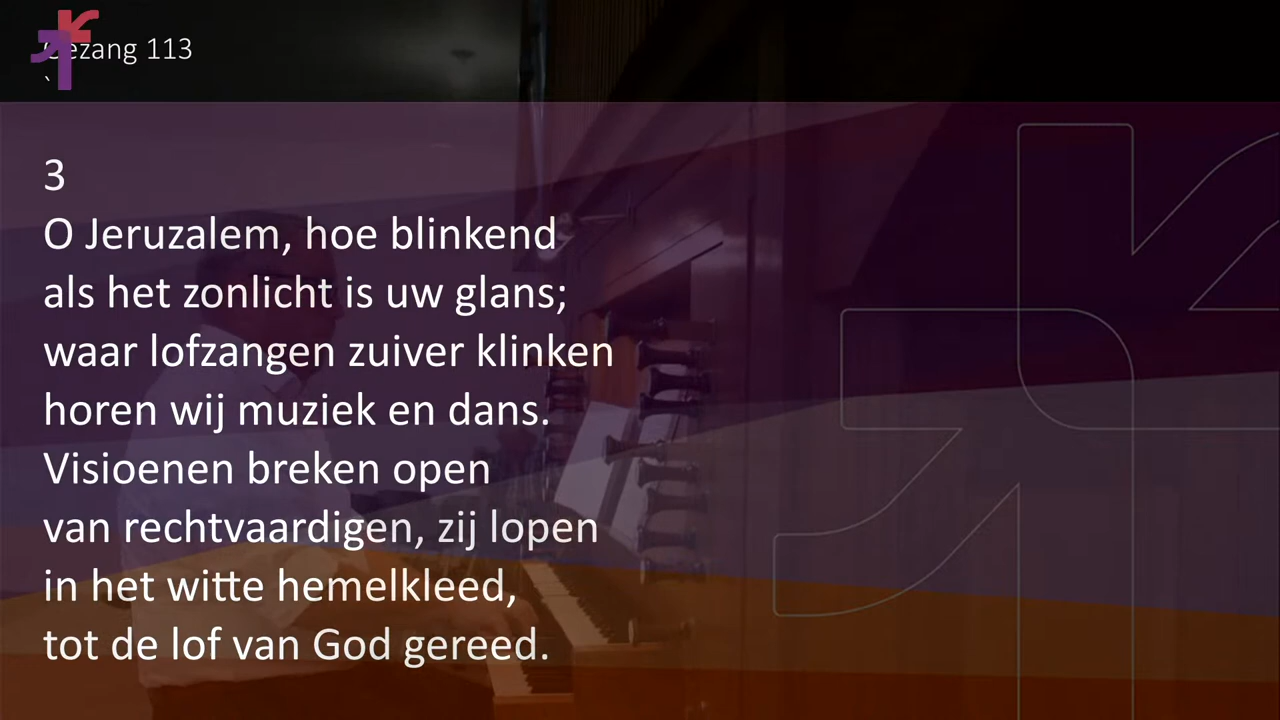 Gezang 113
`
3
O Jeruzalem, hoe blinkend
als het zonlicht is uw glans;
waar lofzangen zuiver klinken
horen wij muziek en dans.
Visioenen breken open
van rechtvaardigen, zij lopen
in het witte hemelkleed,
tot de lof van God gereed.